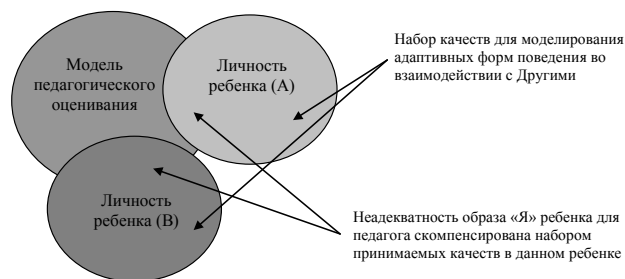 Модель
педагогического
оценивания
Личность
ребенка (А)
Личность
ребенка (В)
Набор качеств для моделирования
адаптивных форм поведения во
взаимодействии с Другими
Неадекватность образа «Я» ребенка для
педагога скомпенсирована набором
принимаемых качеств в данном ребенке